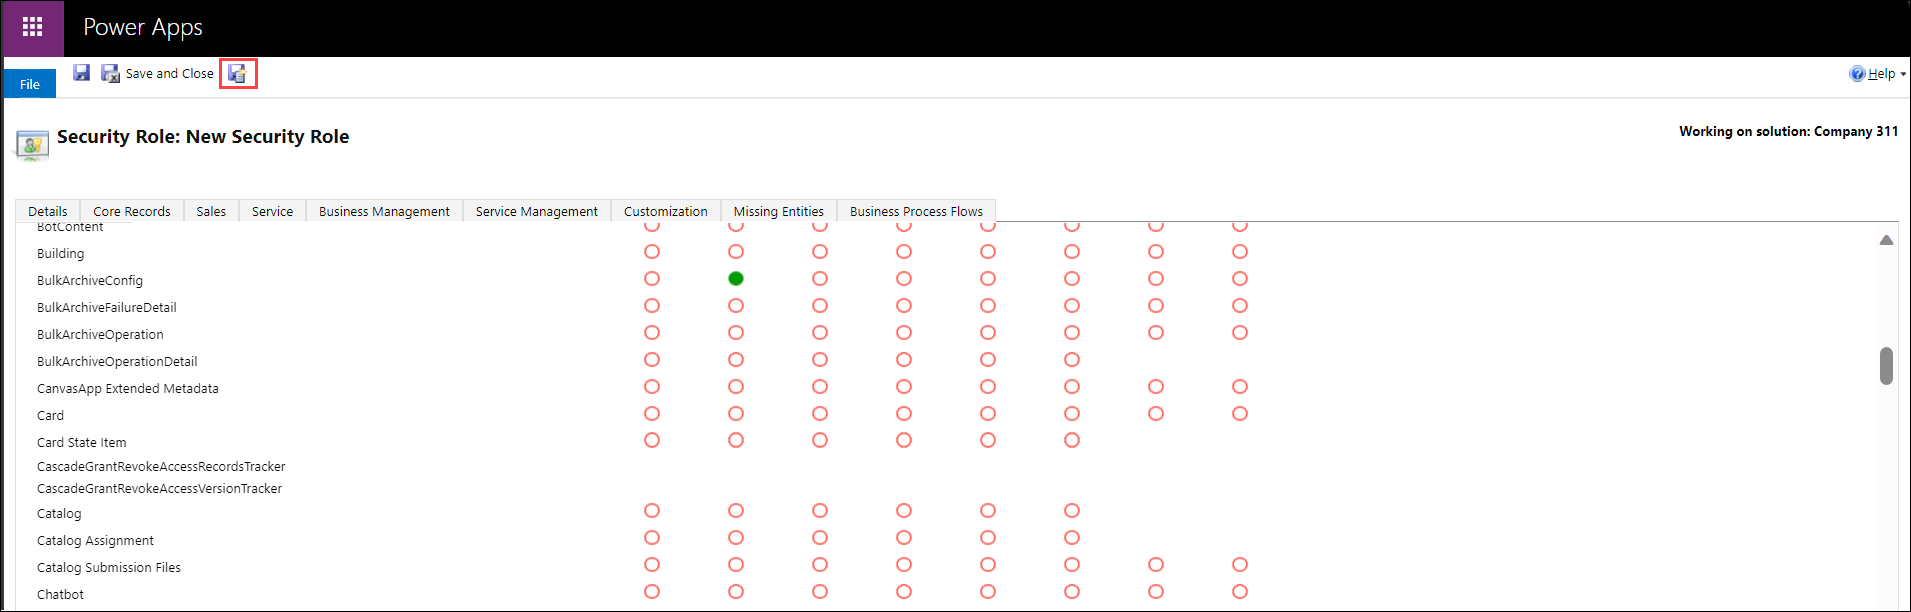 Power Apps
File
Save and Close
Help
Security Role: New Security Role
Working on solution: Company 311
Details Core Records Sales Service Business Management Service Management Customization Missing Entities Business Process Flows
BotContent
Building
BulkArchiveConfig
BulkArchiveFailureDetail
BulkArchiveOperation
BulkArchiveOperationDetail
CanvasApp Extended Metadata
Card
Card State Item
CascadeGrantRevokeAccessRecordsTracker
CascadeGrantRevokeAccessVersionTracker
Catalog
Catalog Assignment
Catalog Submission Files
Chatbot